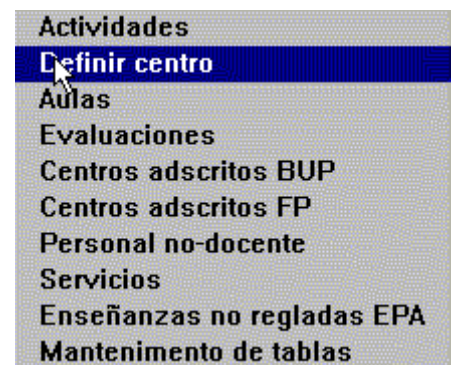 Actividades
Definir centro
Aulas
Evaluaciones
Centros adscritos BUP
Centros adscritos FP
Personal no-docente
Servicios
Enseñanzas no regladas EPA
Mantenimento de tablas